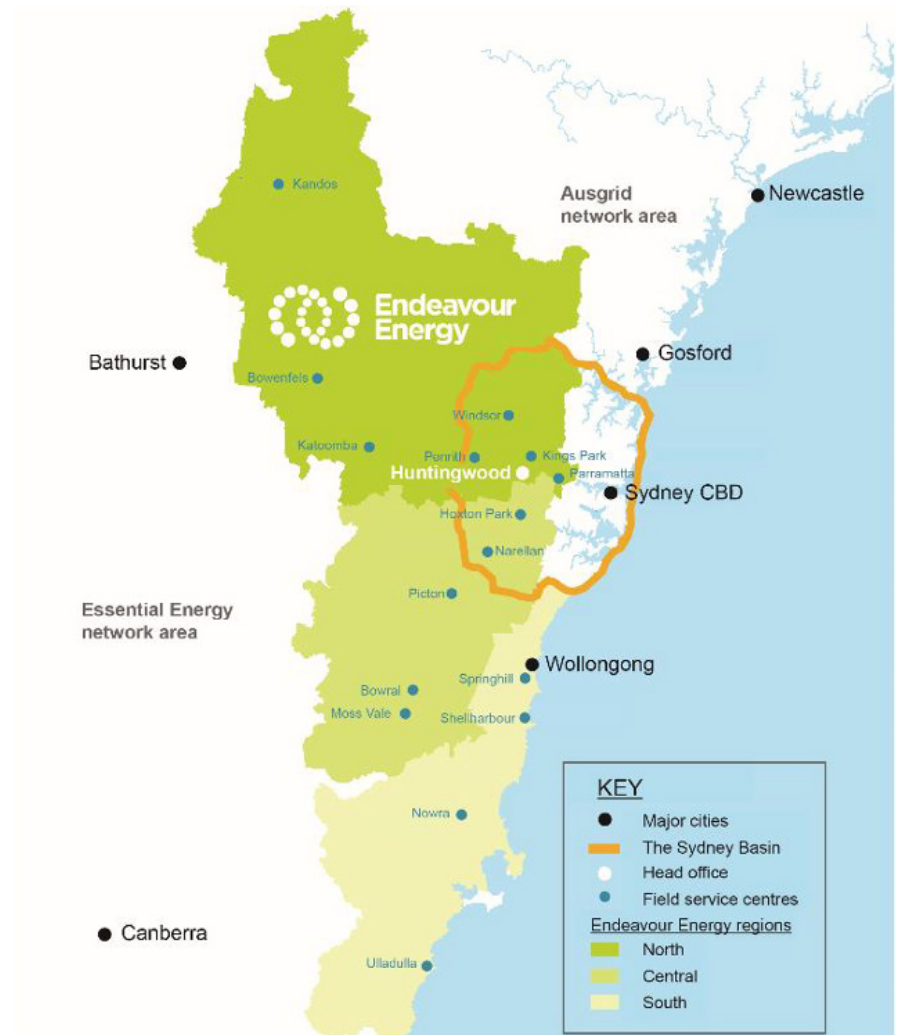 Kandos
Ausgrid
network area
Newcastle
Endeavour
Energy
Bathurst
Gosford
Bowenfels
Windsor
Katoomba
Penrith
Kings Park
Huntingwood
Parramatta
Sydney CBD
Hoxton Park
Narellan
Picton
Essential Energy
network area
Wollongong
Springhill
Bowral
Moss Vale
Shellharbour
Nowra
Canberra
Ulladulla
KEY
Major cities
The Sydney Basin
Head office
Field service centres
Endeavour Energy regions
North
Central
South